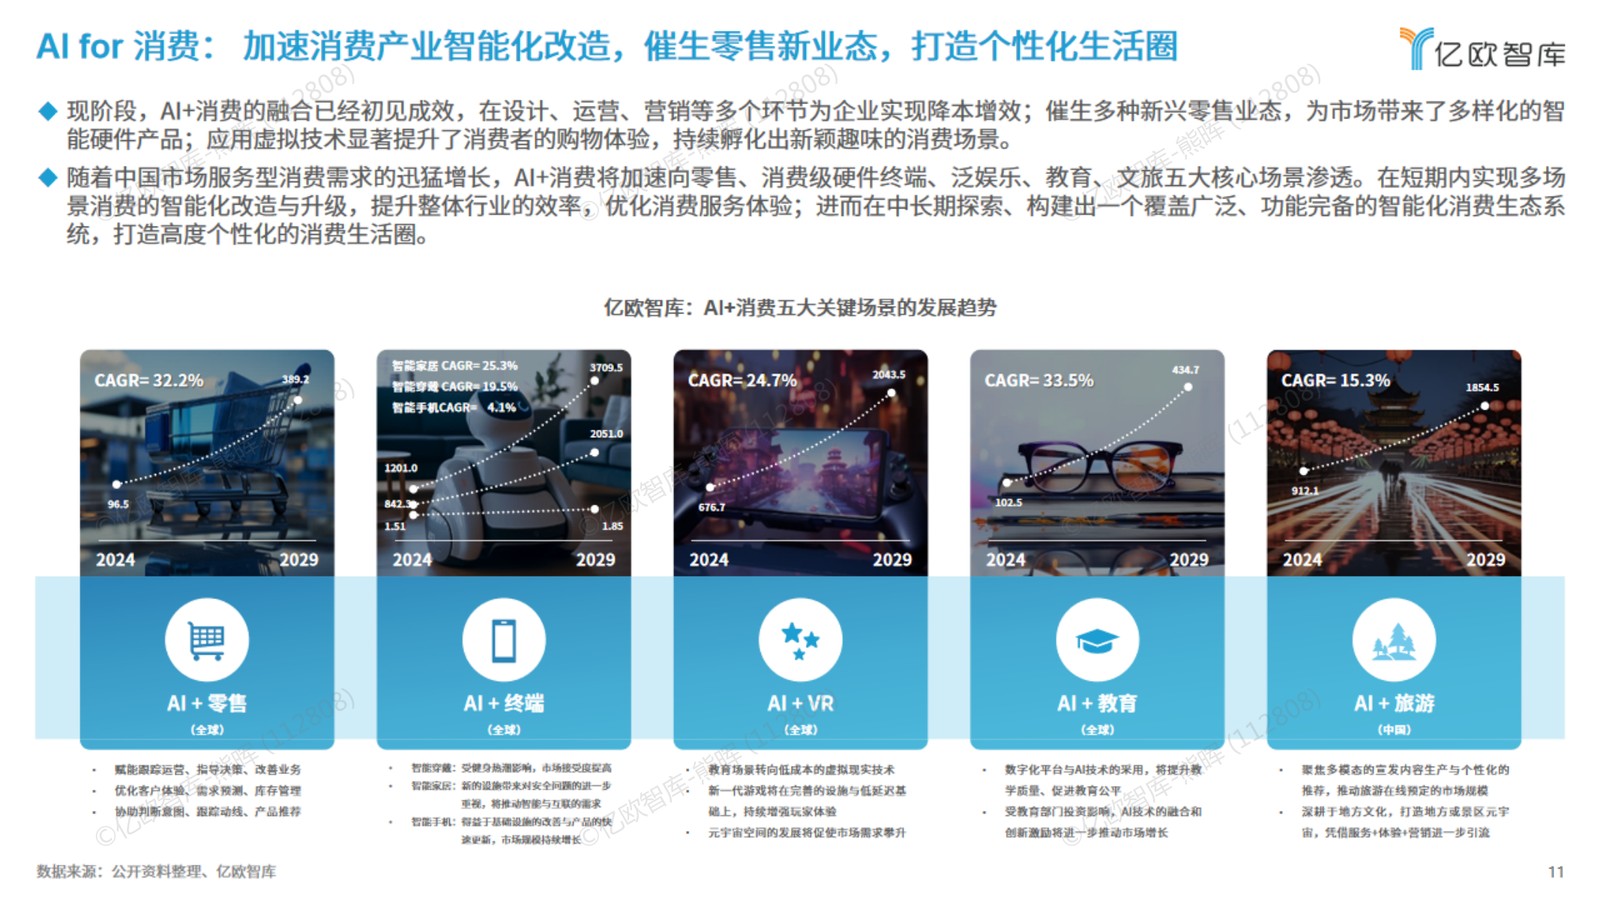 AI for 消费： 加速消费产业智能化改造，催生零售新业态，打造个性化生活圈
亿欧智库
◆ 现阶段，AI+消费的融合已经初见成效，在设计、运营、营销等多个环节为企业实现降本增效；催生多种新兴零售业态，为市场带来了多样化的智
能硬件产品；应用虚拟技术显著提升了消费者的购物体验，持续孵化出新颖趣味的消费场景。
◆ 随着中国市场服务型消费需求的迅猛增长，AI+消费将加速向零售、消费级硬件终端、泛娱乐、教育、文旅五大核心场景渗透。在短期内实现多场
景消费的智能化改造与升级，提升整体行业的效率，优化消费服务体验；进而在中长期探索、构建出一个覆盖广泛、功能完备的智能化消费生态系
统，打造高度个性化的消费生活圈。
亿欧智库：AI+消费五大关键场景的发展趋势
CAGR= 32.2%
389.2
96.5
2024 2029
AI + 零售
（全球）
• 赋能跟踪运营、指导决策、改善业务
• 优化客户体验、需求预测、库存管理
• 协助判断意图、跟踪动线、产品推荐
智能家居 CAGR= 25.3%
智能穿戴 CAGR= 19.5%
智能手机CAGR= 4.1%
3709.5
2051.0
1201.0
842.3
1.51
1.85
2024 2029
AI + 终端
（全球）
• 智能穿戴：受健身热潮影响，市场接受度提高
• 智能家居：新的设施带来对安全问题的进一步
重视，将推动智能与互联的需求
• 智能手机：得益于基础设施的改善与产品的快
速更新，市场规模持续增长
CAGR= 24.7%
2043.5
676.7
2024 2029
AI + VR
（全球）
• 教育场景转向低成本的虚拟现实技术
• 新一代游戏将在完善的设施与低延迟基
础上，持续增强玩家体验
• 元宇宙空间的发展将促使市场需求攀升
CAGR= 33.5%
434.7
102.5
2024 2029
AI + 教育
（全球）
• 数字化平台与AI技术的采用，将提升教
学质量、促进教育公平
• 受教育部门投资影响，AI技术的融合和
创新激励将进一步推动市场增长
CAGR= 15.3%
1854.5
912.1
2024 2029
AI + 旅游
（中国）
• 聚焦多模态的宣发内容生产与个性化的
推荐，推动旅游在线预定的市场规模
• 深耕于地方文化，打造地方或景区元宇
宙，凭借服务+体验+营销进一步引流
数据来源：公开资料整理、亿欧智库
11
©亿欧智库-熊晖 (112808)